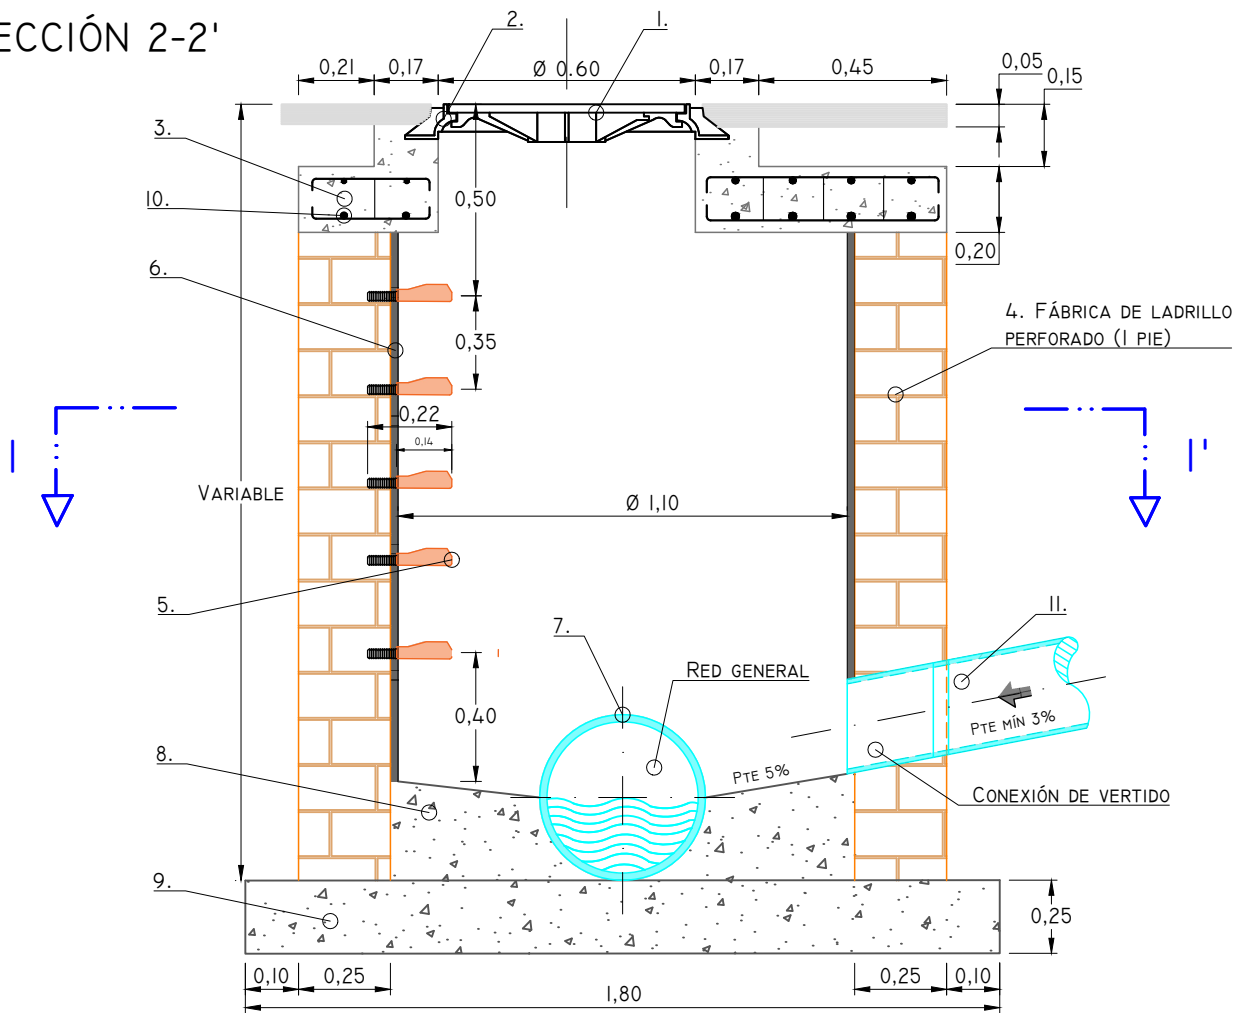 ECCIÓN 2-2'
2.
1.
0,21
0,17
Ø 0.60
0,17
0,45
0,05
0,15
3.
0,50
10.
0,20
6.
4. FÁBRICA DE LADRILLO
PERFORADO (1 PIE)
0,35
0,22
0,14
I
I'
VARIABLE
Ø 1,10
5.
7.
11.
RED GENERAL
0,40
PTE MÍN 3%
8.
PTE 5%
CONEXIÓN DE VERTIDO
9.
0,25
0,10
0,25
0,25
0,10
1,80